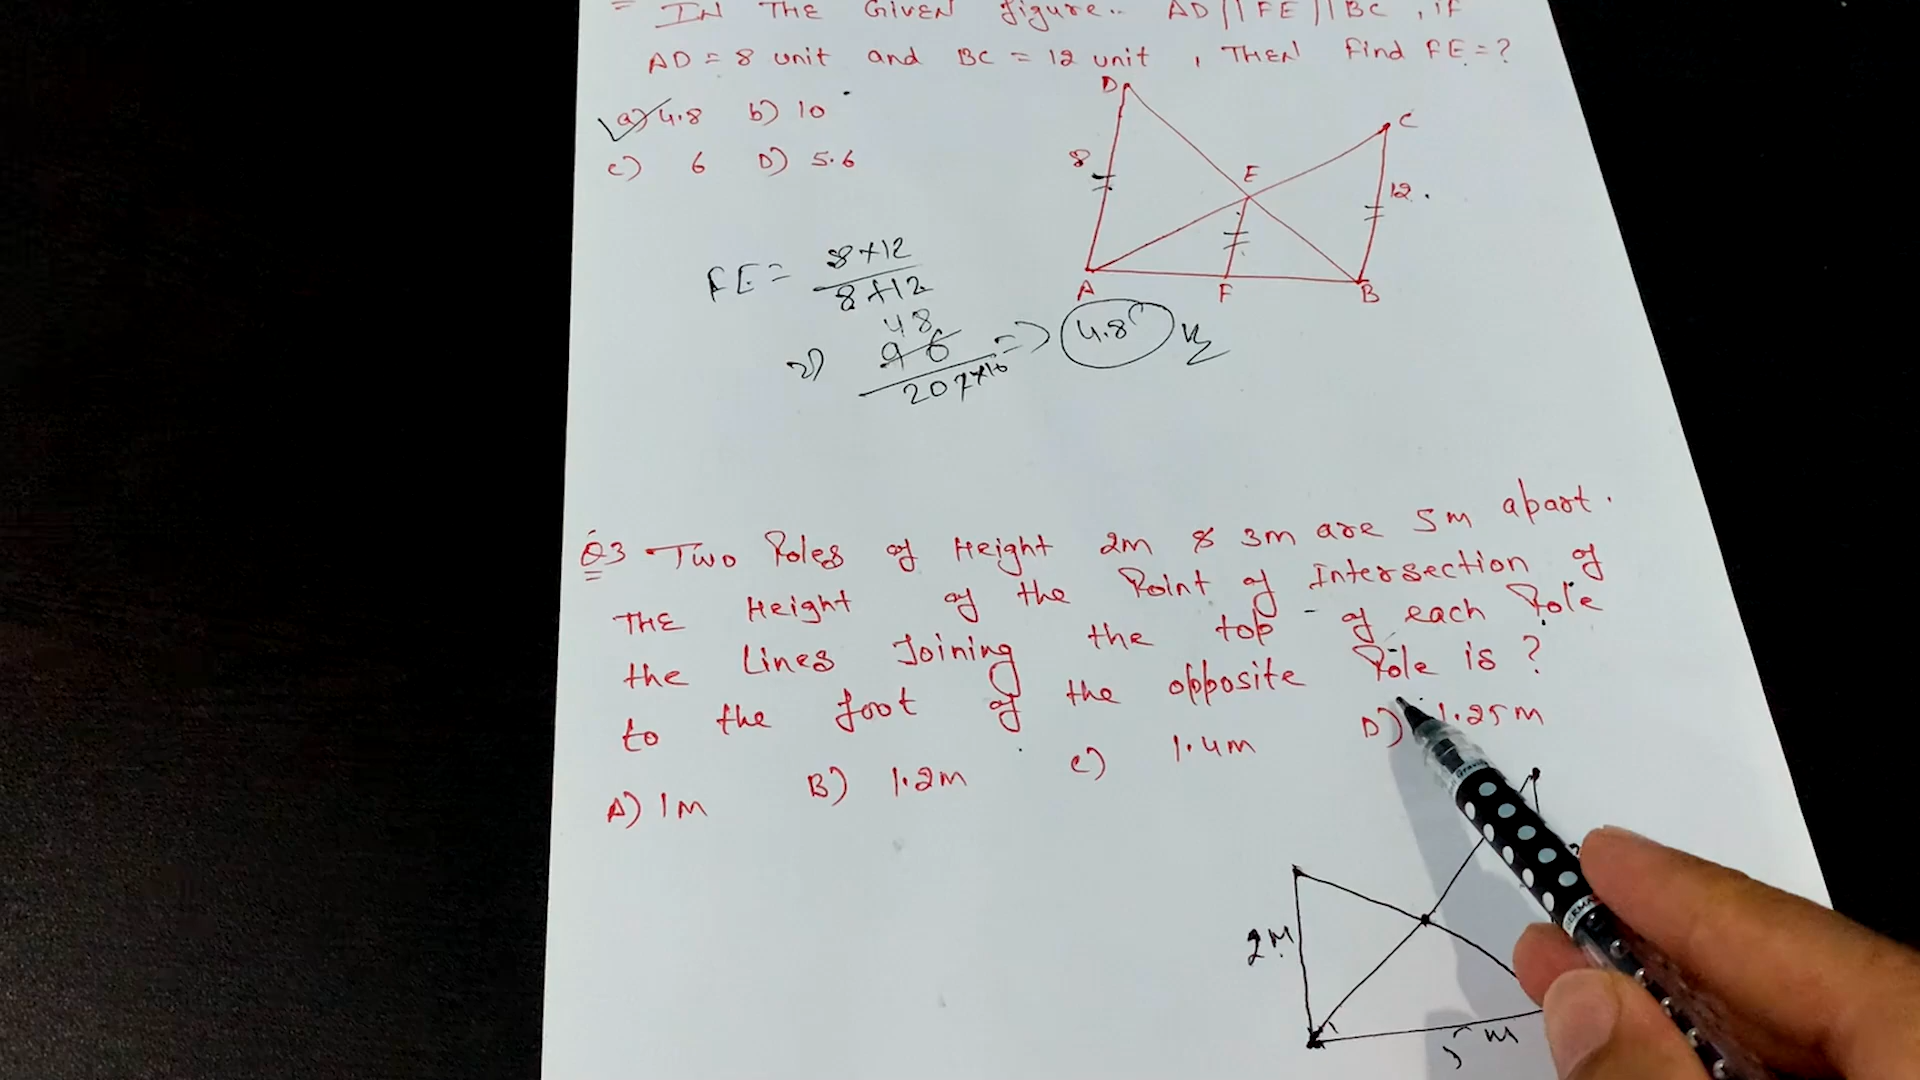 IN THE GIVEN figure.. AD || FE || BC , if
AD = 8 unit and BC = 12 unit , THEN find FE = ?
a) 4.8 b) 10
c) 6 D) 5.6
D
C
8
E
12
A
F
B
FE = 8×12
8+12
48
96
20 × 10
=> 4.8
Q3 Two Poles of Height 2m & 3m are 5m apart.
THE Height of the Point of Intersection of
the Lines Joining the top of each Pole
to the foot of the opposite Pole is ?
A) 1M B) 1.2m c) 1.4m D) 1.25m
2M
5 m